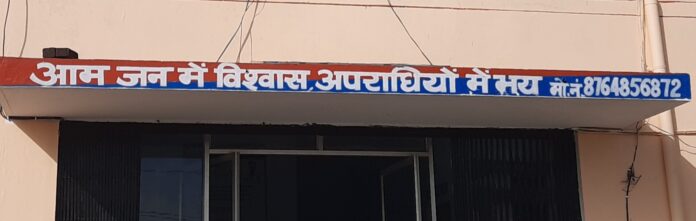 आम जन में विश्वास, अपराधियों में भय मो.नं. 8764856872